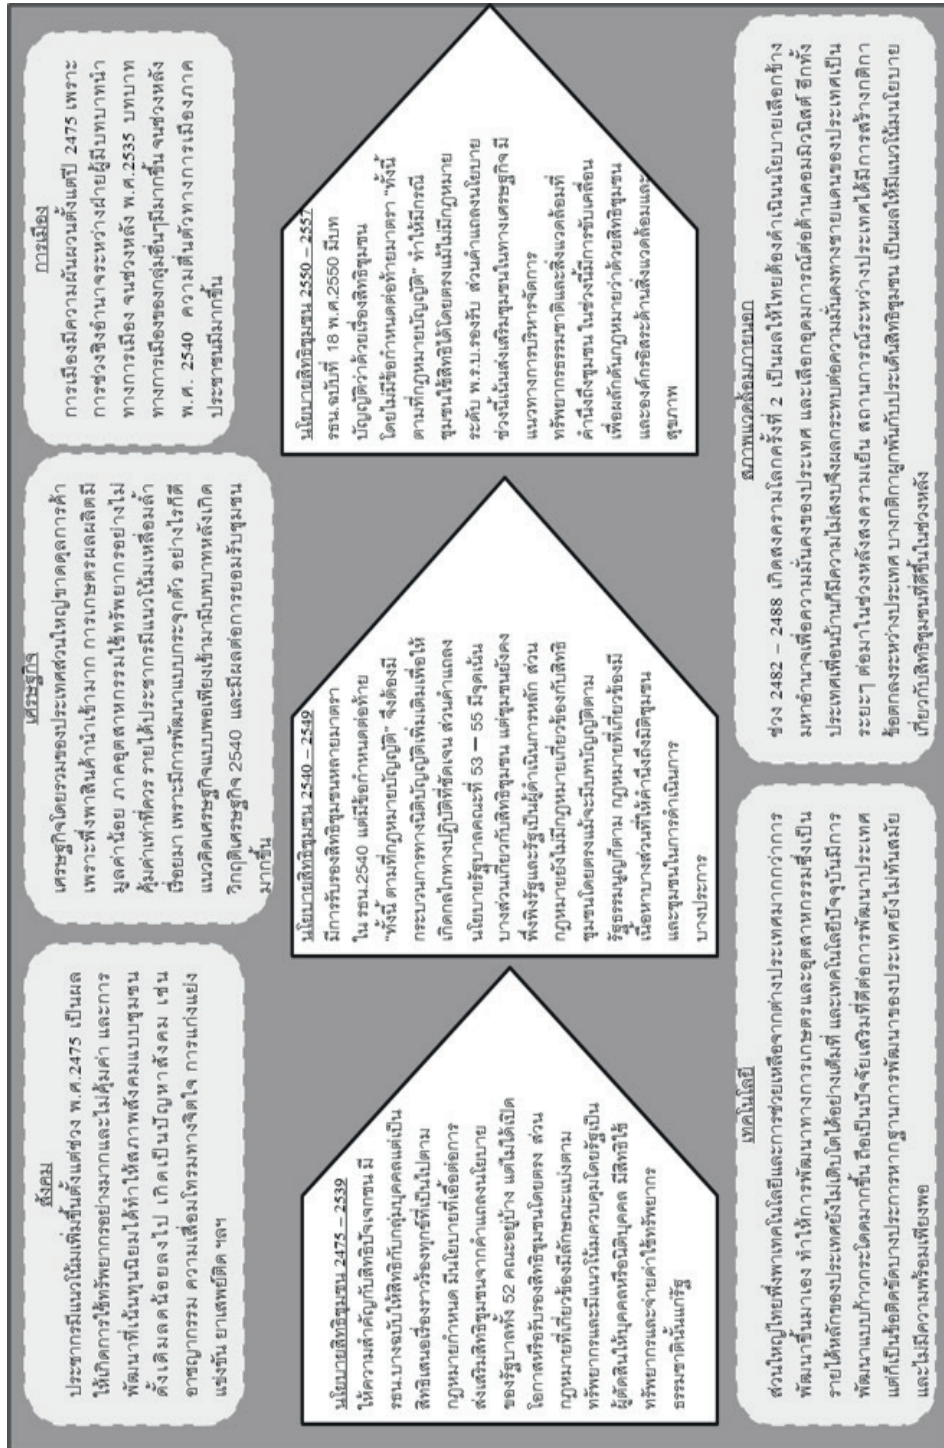 สังคม
ประชากรมีแนวโน้มเพิ่มขึ้นตั้งแต่ช่วง พ.ศ.2475 เป็นผล
ให้เกิดการใช้ทรัพยากรอย่างมากและไม่คุ้มค่า และการ
พัฒนาที่เน้นทุนนิยมได้ทำให้สภาพสังคมแบบชุมชน
ดั้งเดิมลดน้อยลงไป เกิดเป็นปัญหาสังคม เช่น
อาชญากรรม ความเสื่อมโทรมทางจิตใจ การแก่งแย่ง
แข่งขัน ยาเสพย์ติด ฯลฯ
เศรษฐกิจ
เศรษฐกิจโดยรวมของประเทศส่วนใหญ่ขาดดุลการค้า
เพราะพึ่งพาสินค้านำเข้ามาก การเกษตรผลผลิตมี
มูลค่าน้อย ภาคอุตสาหกรรมใช้ทรัพยากรอย่างไม่
คุ้มค่าเท่าที่ควร รายได้ประชากรมีแนวโน้มเหลื่อมล้ำ
เรื่อยมา เพราะมีการพัฒนาแบบกระจุกตัว อย่างไรก็ดี
แนวคิดเศรษฐกิจแบบพอเพียงเข้ามามีบทบาทหลังเกิด
วิกฤติเศรษฐกิจ 2540 และมีผลต่อการยอมรับชุมชน
มากขึ้น
การเมือง
การเมืองมีความผันผวนตั้งแต่ปี 2475 เพราะ
การช่วงชิงอำนาจระหว่างฝ่ายผู้มีบทบาทนำ
ทางการเมือง จนช่วงหลัง พ.ศ.2535 บทบาท
ทางการเมืองของกลุ่มอื่นๆมีมากขึ้น จนช่วงหลัง
พ.ศ. 2540 ความตื่นตัวทางการเมืองภาค
ประชาชนมีมากขึ้น
นโยบายสิทธิชุมชน 2475 – 2539
ให้ความสำคัญกับสิทธิปัจเจกชน มี
รธน.บางฉบับให้สิทธิกับกลุ่มบุคคลแต่เป็น
สิทธิเสนอเรื่องราวร้องทุกข์ที่เป็นไปตาม
กฎหมายกำหนด มีนโยบายที่เอื้อต่อการ
ส่งเสริมสิทธิชุมชนจากคำแถลงนโยบาย
ของรัฐบาลทั้ง 52 คณะอยู่บ้าง แต่ไม่ได้เปิด
โอกาสหรือรับรองสิทธิชุมชนโดยตรง ส่วน
กฎหมายที่เกี่ยวข้องมีลักษณะแบ่งตาม
ทรัพยากรและมีแนวโน้มควบคุมโดยรัฐเป็น
ผู้ตัดสินให้บุคคลหรือนิติบุคคล มีสิทธิใช้
ทรัพยากรและจ่ายค่าใช้ทรัพยากร
ธรรมชาตินั้นแก่รัฐ
นโยบายสิทธิชุมชน 2540 – 2549
มีการรับรองสิทธิชุมชนหลายมาตรา
ใน รธน.2540 แต่มีข้อกำหนดต่อท้าย
"ทั้งนี้ ตามที่กฎหมายบัญญัติ" จึงต้องมี
กระบวนการทางนิติบัญญัติเพิ่มเติมเพื่อให้
เกิดกลไกทางปฏิบัติที่ชัดเจน ส่วนคำแถลง
นโยบายรัฐบาลคณะที่ 53 – 55 มีจุดเน้น
บางส่วนเกี่ยวกับสิทธิชุมชน แต่ชุมชนยังคง
พึ่งพิงรัฐและรัฐเป็นผู้ดำเนินการหลัก ส่วน
กฎหมายยังไม่มีกฎหมายเกี่ยวข้องกับสิทธิ
ชุมชนโดยตรงแม้จะมีบทบัญญัติตาม
รัฐธรรมนูญก็ตาม กฎหมายที่เกี่ยวข้องมี
เนื้อหาบางส่วนที่ให้คำนึงถึงมิติชุมชน
และชุมชนในการดำเนินการ
บางประการ
นโยบายสิทธิชุมชน 2550 – 2557
รธน.ฉบับที่ 18 พ.ศ.2550 มีบท
บัญญัติว่าด้วยเรื่องสิทธิชุมชน
โดยไม่มีข้อกำหนดต่อท้ายมาตรา "ทั้งนี้
ตามที่กฎหมายบัญญัติ" ทำให้มีกรณี
ชุมชนใช้สิทธิได้โดยตรงแม้ไม่มีกฎหมาย
ระดับ พ.ร.บ.รองรับ ส่วนคำแถลงนโยบาย
ช่วงนี้เน้นส่งเสริมชุมชนในทางเศรษฐกิจ มี
แนวทางการบริหารจัดการ
ทรัพยากรธรรมชาติและสิ่งแวดล้อมที่
คำนึงถึงชุมชน ในช่วงนี้มีการขับเคลื่อน
เพื่อผลักดันกฎหมายว่าด้วยสิทธิชุมชน
และองค์กรอิสระด้านสิ่งแวดล้อมและ
สุขภาพ
เทคโนโลยี
ส่วนใหญ่ไทยพึ่งพาเทคโนโลยีและการช่วยเหลือจากต่างประเทศมากกว่าการ
พัฒนาขึ้นมาเอง ทำให้การพัฒนาทางการเกษตรและอุตสาหกรรมซึ่งเป็น
รายได้หลักของประเทศยังไม่เติบโตได้อย่างเต็มที่ และเทคโนโลยีปัจจุบันมีการ
พัฒนาแบบก้าวกระโดดมากขึ้น ถือเป็นปัจจัยเสริมที่ดีต่อการพัฒนาประเทศ
แต่ก็เป็นข้อติดขัดบางประการหากฐานการพัฒนาของประเทศยังไม่ทันสมัย
และไม่มีความพร้อมเพียงพอ
สภาพแวดล้อมภายนอก
ช่วง 2482 – 2488 เกิดสงครามโลกครั้งที่ 2 เป็นผลให้ไทยต้องดำเนินนโยบายเลือกข้าง
มหาอำนาจเพื่อความมั่นคงของประเทศ และเลือกอุดมการณ์ต่อต้านคอมมิวนิสต์ อีกทั้ง
ประเทศเพื่อนบ้านก็มีความไม่สงบจึงผลกระทบต่อความมั่นคงทางชายแดนของประเทศเป็น
ระยะๆ ต่อมาในช่วงหลังสงครามเย็น สถานการณ์ระหว่างประเทศได้มีการสร้างกติกา
ข้อตกลงระหว่างประเทศ บางกติกาผูกพันกับประเด็นสิทธิชุมชน เป็นผลให้มีแนวโน้มนโยบาย
เกี่ยวกับสิทธิชุมชนที่ดีขึ้นในช่วงหลัง